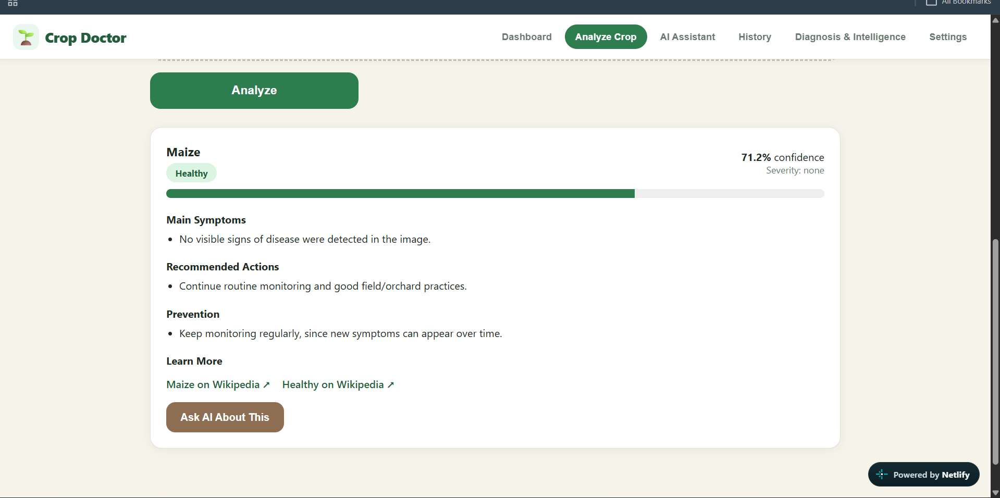 All Bookmarks
Crop Doctor
Dashboard
Analyze Crop
AI Assistant
History
Diagnosis & Intelligence
Settings
Analyze
Maize
Healthy
71.2% confidence
Severity: none
Main Symptoms
• No visible signs of disease were detected in the image.
Recommended Actions
• Continue routine monitoring and good field/orchard practices.
Prevention
• Keep monitoring regularly, since new symptoms can appear over time.
Learn More
Maize on Wikipedia ↗ Healthy on Wikipedia ↗
Ask AI About This
Powered by Netlify